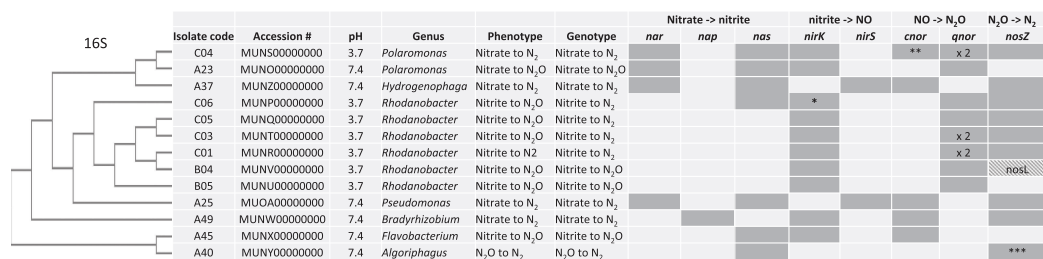 16S
Nitrate -> nitrite nitrite -> NO NO -> N₂O N₂O -> N₂
Isolate code Accession # pH Genus Phenotype Genotype nar nap nas nirK nirS cnor qnor nosZ
C04 MUNS00000000 3.7 Polaromonas Nitrate to N₂ Nitrate to N₂ ** x 2
A23 MUNO00000000 7.4 Polaromonas Nitrate to N₂O Nitrate to N₂O
A37 MUNZ00000000 7.4 Hydrogenophaga Nitrate to N₂ Nitrate to N₂
C06 MUNP00000000 3.7 Rhodanobacter Nitrite to N₂O Nitrite to N₂ *
C05 MUNQ00000000 3.7 Rhodanobacter Nitrite to N₂O Nitrite to N₂
C03 MUNT00000000 3.7 Rhodanobacter Nitrite to N₂O Nitrite to N₂ x 2
C01 MUNR00000000 3.7 Rhodanobacter Nitrite to N2 Nitrite to N₂ x 2
B04 MUNV00000000 3.7 Rhodanobacter Nitrite to N₂O Nitrite to N₂O nosL
B05 MUNU00000000 3.7 Rhodanobacter Nitrite to N₂O Nitrite to N₂O
A25 MUOA00000000 7.4 Pseudomonas Nitrate to N₂ Nitrate to N₂
A49 MUNW00000000 7.4 Bradyrhizobium Nitrate to N₂ Nitrate to N₂
A45 MUNX00000000 7.4 Flavobacterium Nitrite to N₂O Nitrite to N₂O
A40 MUNY00000000 7.4 Algoriphagus N₂O to N₂ N₂O to N₂ ***